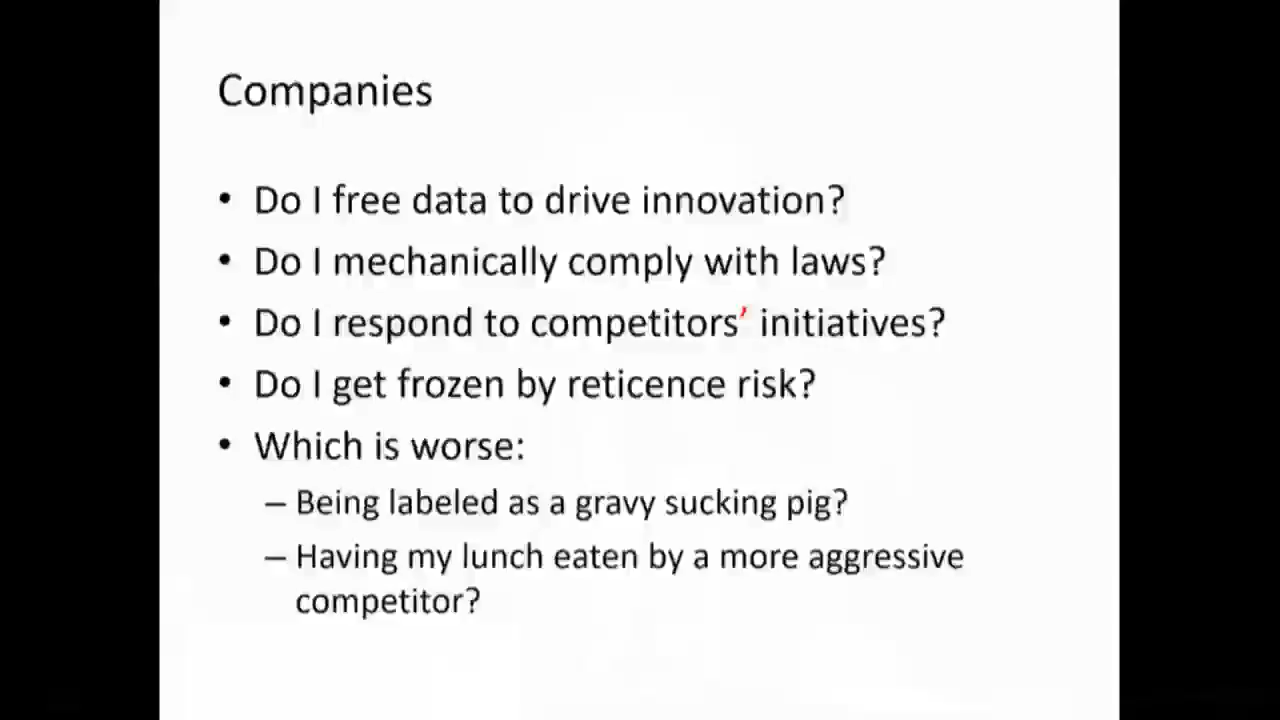 Companies
• Do I free data to drive innovation?
• Do I mechanically comply with laws?
• Do I respond to competitors’ initiatives?
• Do I get frozen by reticence risk?
• Which is worse:
– Being labeled as a gravy sucking pig?
– Having my lunch eaten by a more aggressive
competitor?